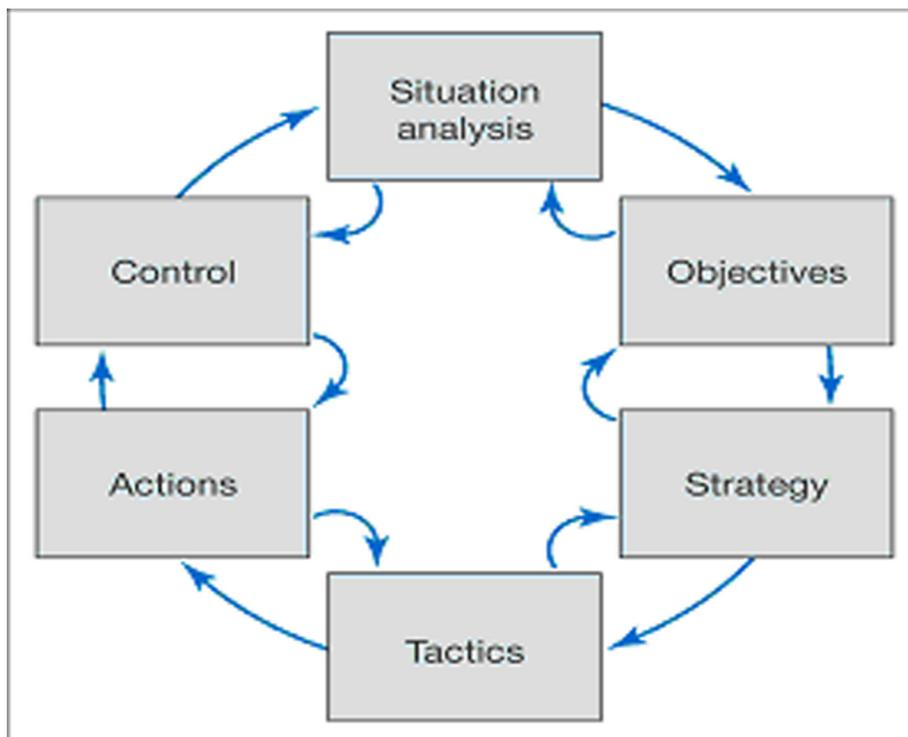 Situation
analysis
Control
Objectives
Actions
Strategy
Tactics